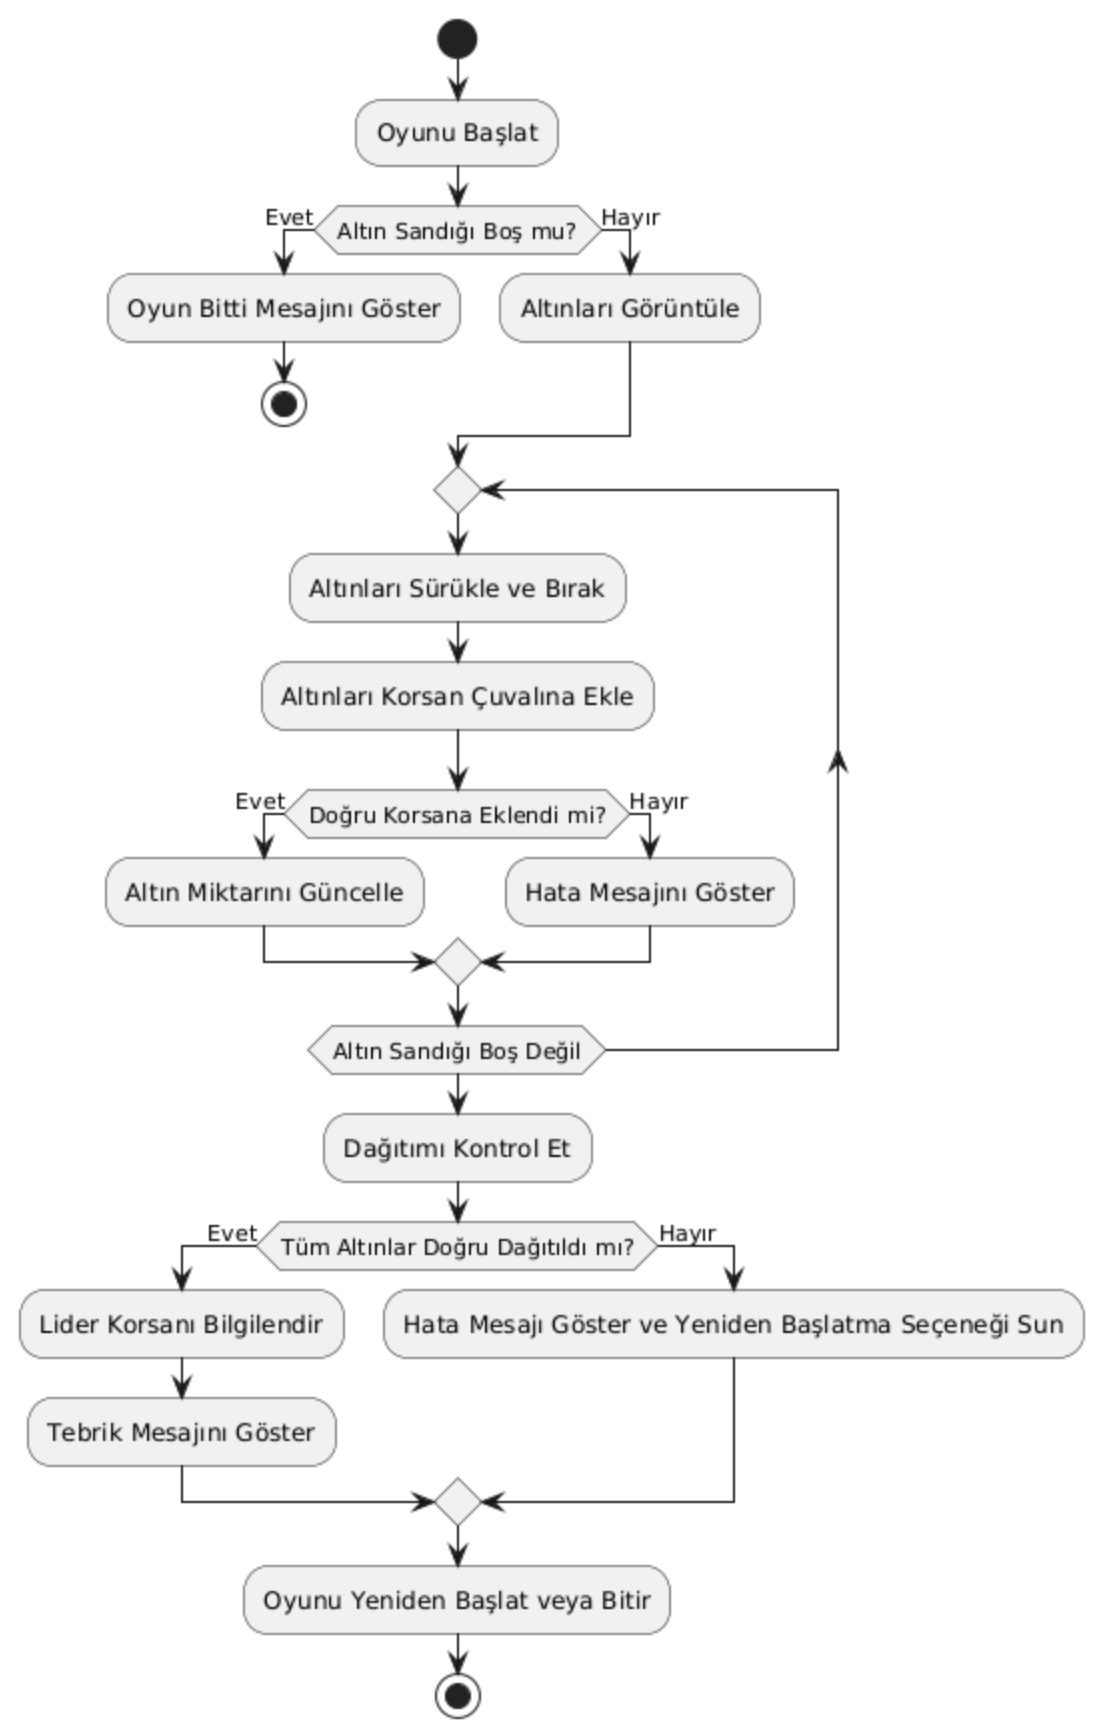 Oyunu Başlat
Evet
Altın Sandığı Boş mu?
Hayır
Oyun Bitti Mesajını Göster
Altınları Görüntüle
Altınları Sürükle ve Bırak
Altınları Korsan Çuvalına Ekle
Evet
Doğru Korsana Eklendi mi?
Hayır
Altın Miktarını Güncelle
Hata Mesajını Göster
Altın Sandığı Boş Değil
Dağıtımı Kontrol Et
Evet
Tüm Altınlar Doğru Dağıtıldı mı?
Hayır
Lider Korsanı Bilgilendir
Hata Mesajı Göster ve Yeniden Başlatma Seçeneği Sun
Tebrik Mesajını Göster
Oyunu Yeniden Başlat veya Bitir